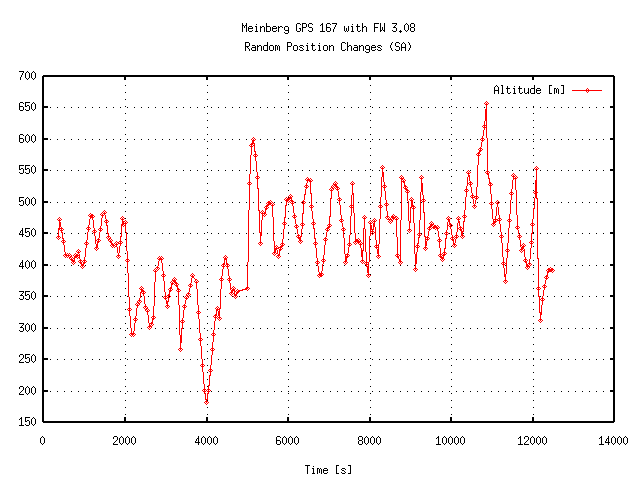 Meinberg GPS 167 with FW 3.08
Random Position Changes (SA)
700
650
600
550
500
450
400
350
300
250
200
150
Altitude [m]
0 2000 4000 6000 8000 10000 12000 14000
Time [s]